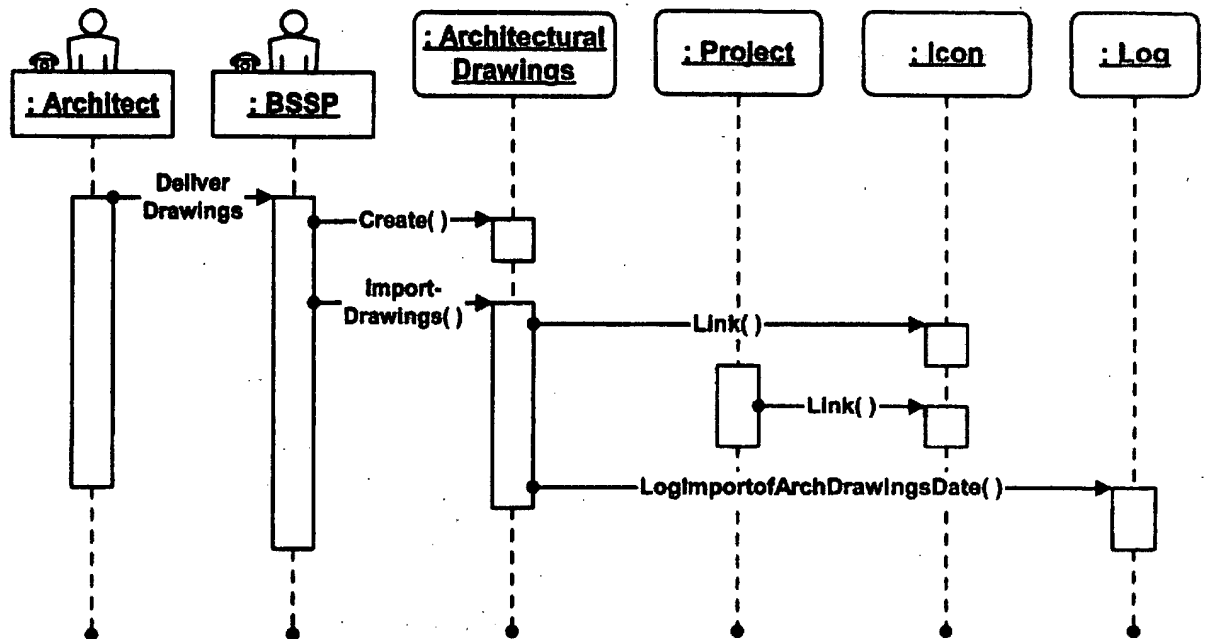 : Architectural
Drawings
: Project
: Icon
: Log
: Architect
: BSSP
Deliver
Drawings
Create( )
Import-
Drawings( )
Link( )
Link( )
LogImportofArchDrawingsDate( )